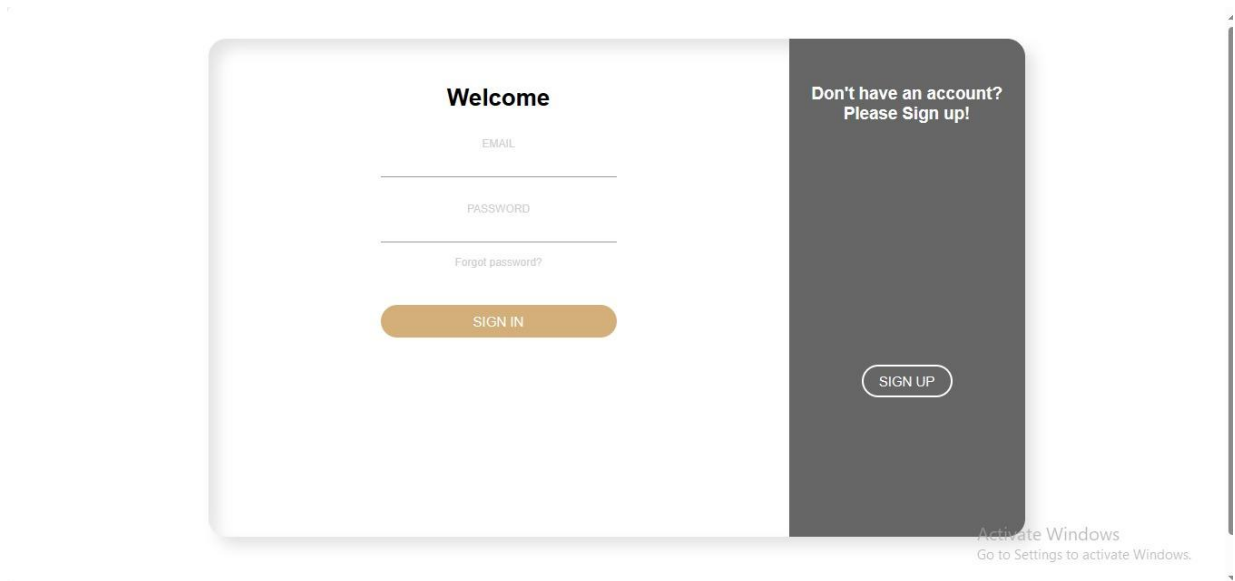 Welcome
EMAIL
PASSWORD
Forgot password?
SIGN IN
Don't have an account?
Please Sign up!
SIGN UP
Activate Windows
Go to Settings to activate Windows.